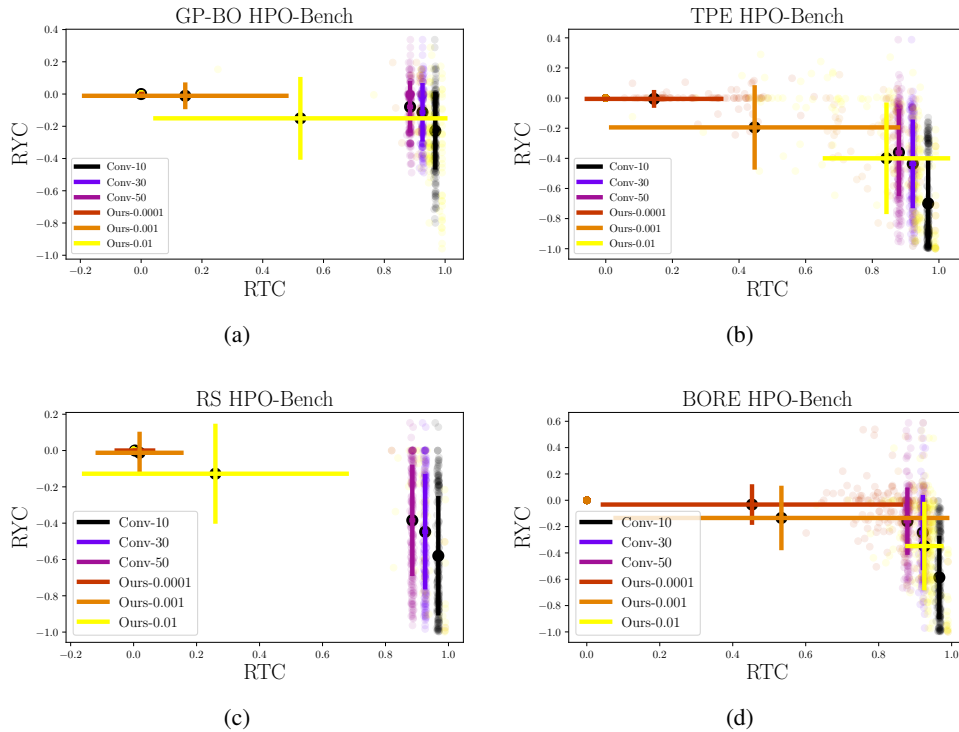 GP-BO HPO-Bench
0.4
0.2
0.0
−0.2
−0.4
−0.6
−0.8
−1.0
RYC
Conv-10
Conv-30
Conv-50
Ours-0.0001
Ours-0.001
Ours-0.01
−0.2 0.0 0.2 0.4 0.6 0.8 1.0
RTC
(a)
TPE HPO-Bench
0.4
0.2
0.0
−0.2
−0.4
−0.6
−0.8
−1.0
RYC
Conv-10
Conv-30
Conv-50
Ours-0.0001
Ours-0.001
Ours-0.01
0.0 0.2 0.4 0.6 0.8 1.0
RTC
(b)
RS HPO-Bench
0.2
0.0
−0.2
−0.4
−0.6
−0.8
−1.0
RYC
Conv-10
Conv-30
Conv-50
Ours-0.0001
Ours-0.001
Ours-0.01
−0.2 0.0 0.2 0.4 0.6 0.8 1.0
RTC
(c)
BORE HPO-Bench
0.6
0.4
0.2
0.0
−0.2
−0.4
−0.6
−0.8
−1.0
RYC
Conv-10
Conv-30
Conv-50
Ours-0.0001
Ours-0.001
Ours-0.01
0.0 0.2 0.4 0.6 0.8 1.0
RTC
(d)